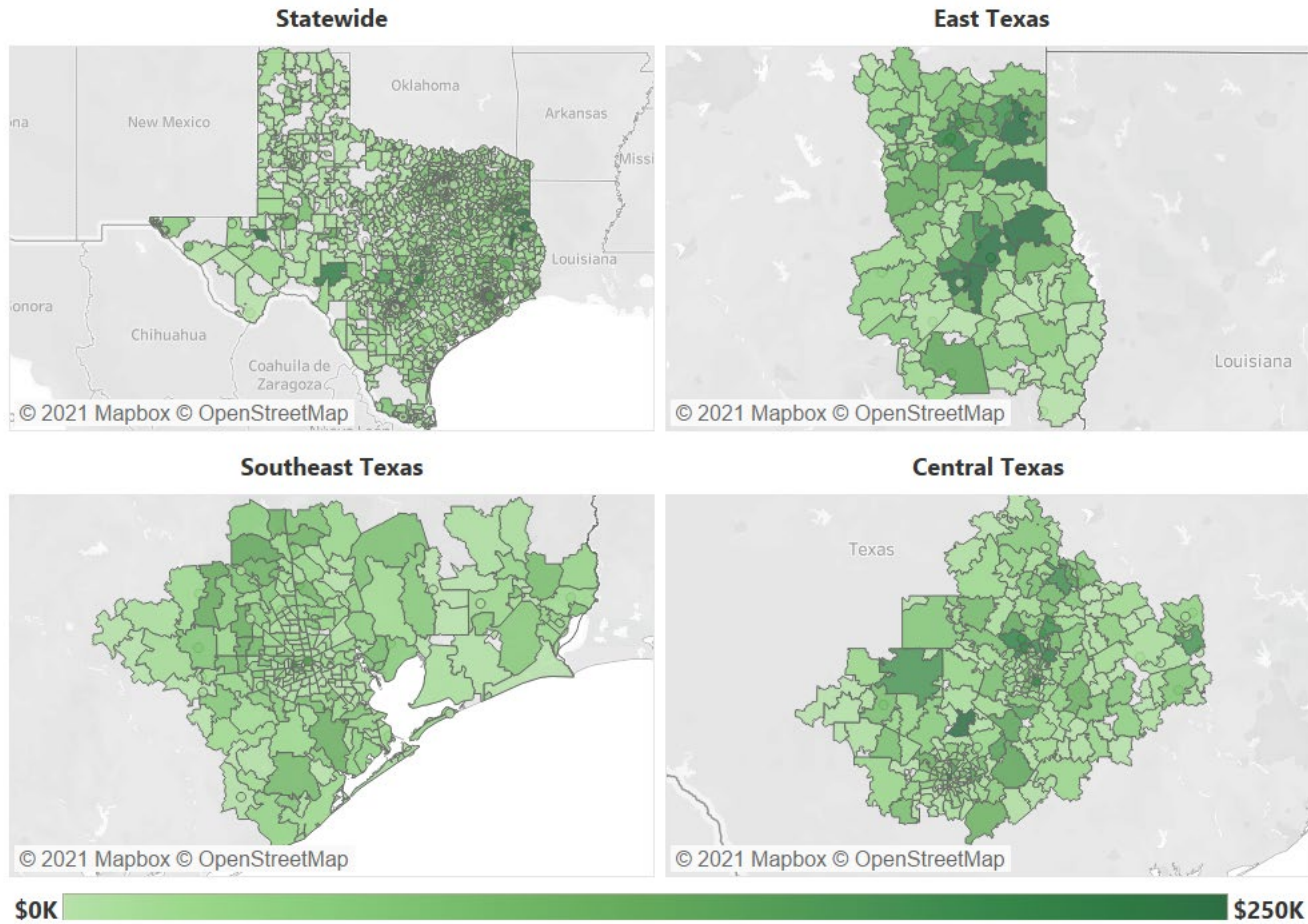 Statewide
East Texas
Oklahoma
New Mexico
Arkansas
Louisiana
Chihuahua
Coahuila de
Zaragoza
© 2021 Mapbox © OpenStreetMap
Louisiana
© 2021 Mapbox © OpenStreetMap
Southeast Texas
Central Texas
© 2021 Mapbox © OpenStreetMap
Texas
© 2021 Mapbox © OpenStreetMap
$0K
$250K